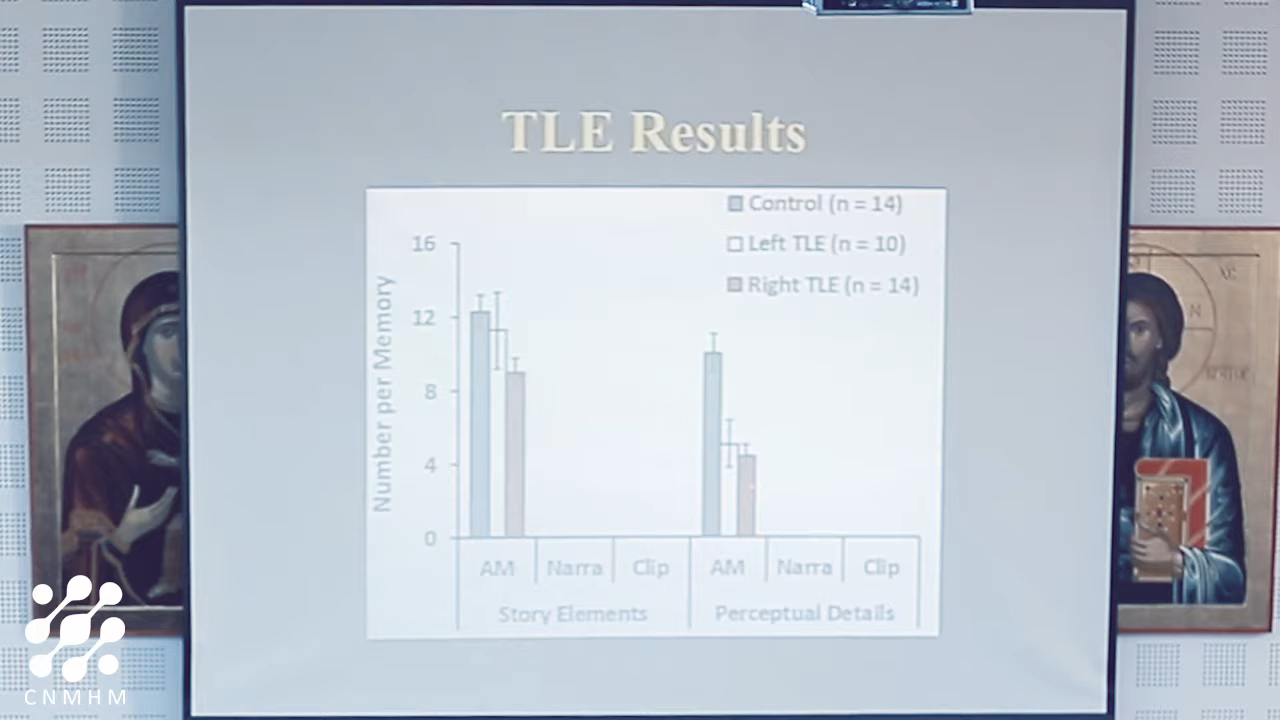 TLE Results
Control (n = 14)
Left TLE (n = 10)
Right TLE (n = 14)
Number per Memory
16
12
8
4
0
AM Narra Clip AM Narra Clip
Story Elements Perceptual Details
CNMHM